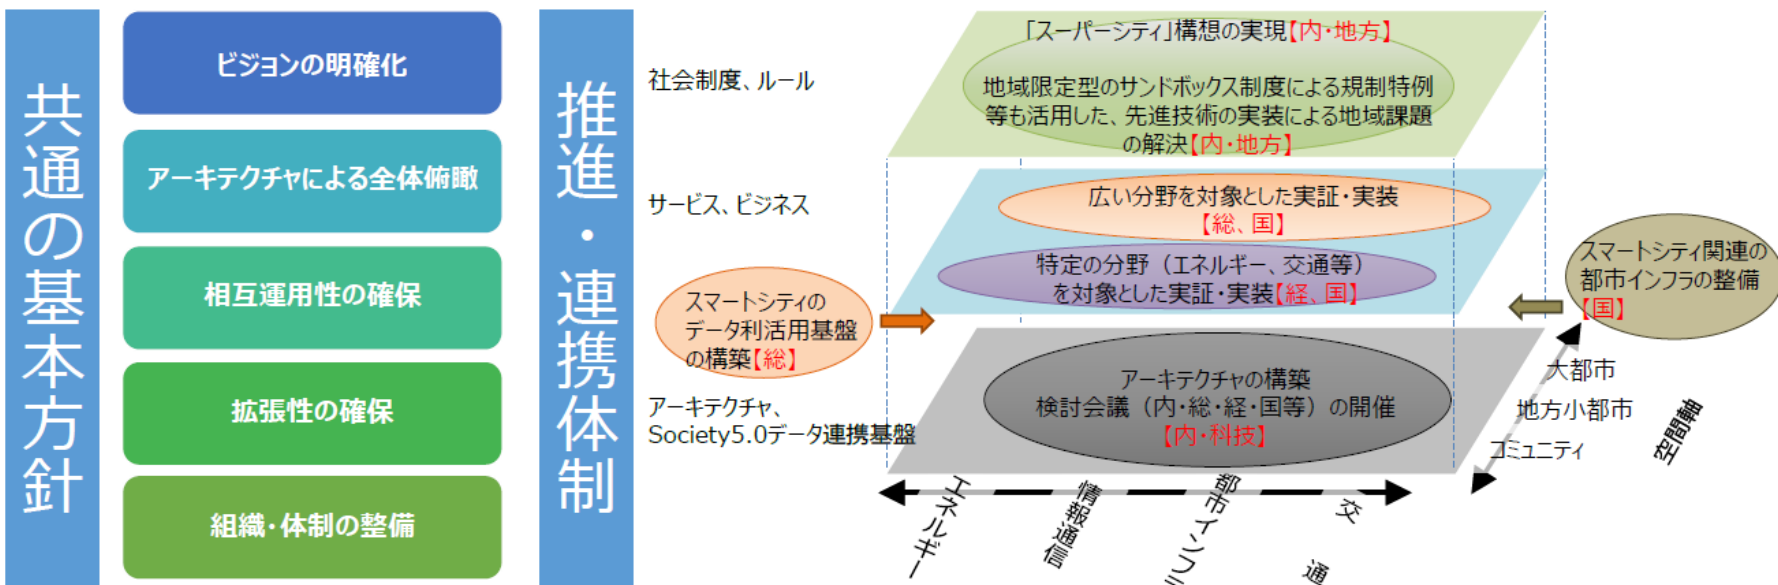 共通の基本方針
ビジョンの明確化
アーキテクチャによる全体俯瞰
相互運用性の確保
拡張性の確保
組織・体制の整備
推進・連携体制
社会制度、ルール
「スーパーシティ」構想の実現【内・地方】
地域限定型のサンドボックス制度による規制特例
等も活用した、先進技術の実装による地域課題
の解決【内・地方】
サービス、ビジネス
広い分野を対象とした実証・実装
【総、国】
特定の分野（エネルギー、交通等）
を対象とした実証・実装【経、国】
スマートシティの
データ利活用基盤
の構築【総】
スマートシティ関連の
都市インフラの整備
【国】
アーキテクチャ、
Society5.0データ連携基盤
アーキテクチャの構築
検討会議（内・総・経・国等）の開催
【内・科技】
大都市
地方小都市
コミュニティ
空間軸
エネルギー
情報通信
都市インフラ
交通